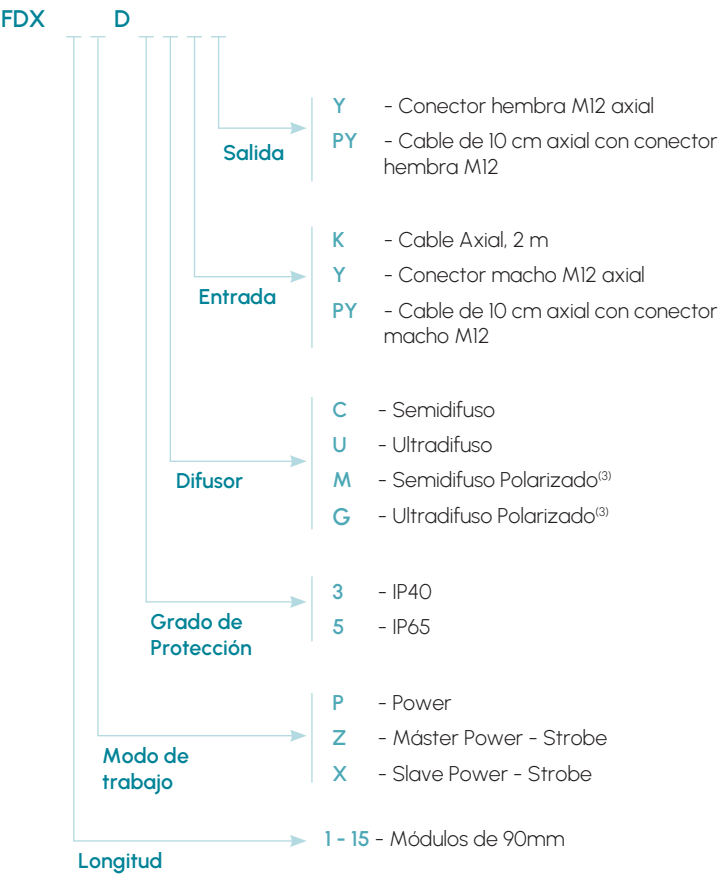 FDX D
Y - Conector hembra M12 axial
PY - Cable de 10 cm axial con conector
hembra M12
Salida
K - Cable Axial, 2 m
Y - Conector macho M12 axial
PY - Cable de 10 cm axial con conector
macho M12
Entrada
C - Semidifuso
U - Ultradifuso
M - Semidifuso Polarizado(3)
G - Ultradifuso Polarizado(3)
Difusor
3 - IP40
5 - IP65
Grado de
Protección
P - Power
Z - Máster Power - Strobe
X - Slave Power - Strobe
Modo de
trabajo
1 - 15 - Módulos de 90mm
Longitud